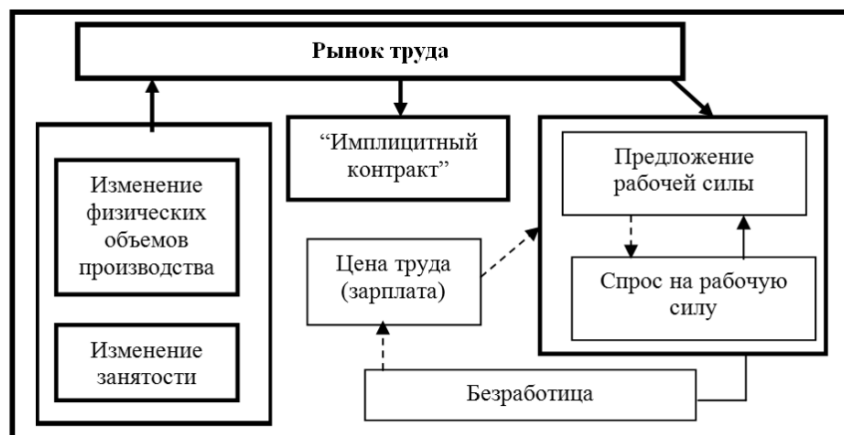 Рынок труда
“Имплицитный
контракт”
Предложение
рабочей силы
Изменение
физических
объемов
производства
Цена труда
(зарплата)
Спрос на рабочую
силу
Изменение
занятости
Безработица